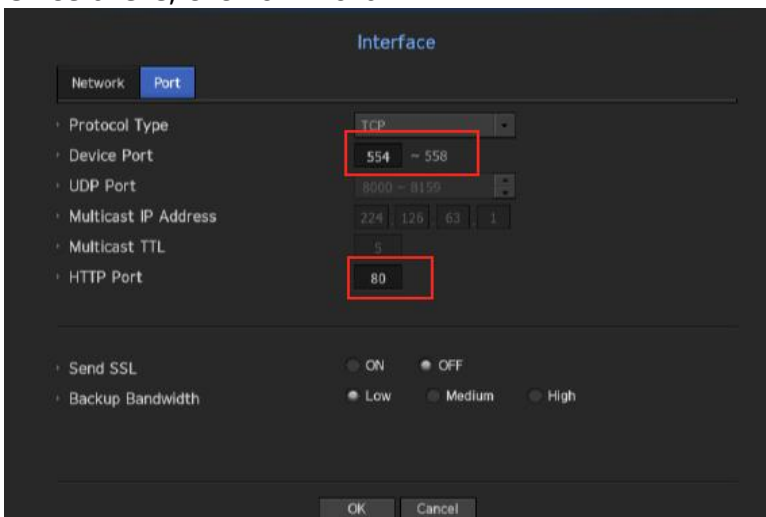 Interface
Network Port
Protocol Type TCP
Device Port 554 ~ 558
UDP Port 8000 ~ 8159
Multicast IP Address 224 126 63 1
Multicast TTL 5
HTTP Port 80
Send SSL ON OFF
Backup Bandwidth Low Medium High
OK Cancel